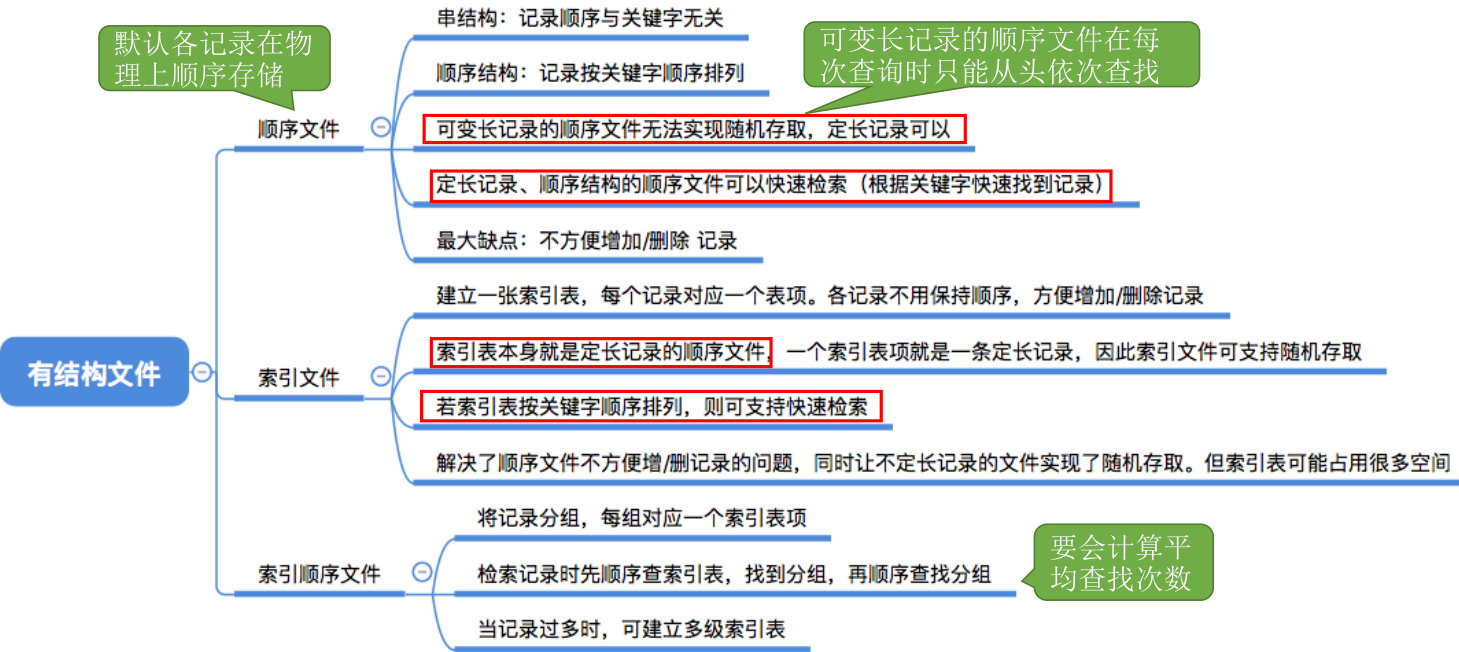 串结构：记录顺序与关键字无关
默认各记录在物
理上顺序存储
可变长记录的顺序文件在每
次查询时只能从头依次查找
顺序结构：记录按关键字顺序排列
顺序文件
可变长记录的顺序文件无法实现随机存取，定长记录可以
定长记录、顺序结构的顺序文件可以快速检索（根据关键字快速找到记录）
最大缺点：不方便增加/删除 记录
建立一张索引表，每个记录对应一个表项。各记录不用保持顺序，方便增加/删除记录
有结构文件
索引文件
索引表本身就是定长记录的顺序文件，一个索引表项就是一条定长记录，因此索引文件可支持随机存取
若索引表按关键字顺序排列，则可支持快速检索
解决了顺序文件不方便增/删记录的问题，同时让不定长记录的文件实现了随机存取。但索引表可能占用很多空间
将记录分组，每组对应一个索引表项
索引顺序文件
检索记录时先顺序查索引表，找到分组，再顺序查找分组
要会计算平
均查找次数
当记录过多时，可建立多级索引表